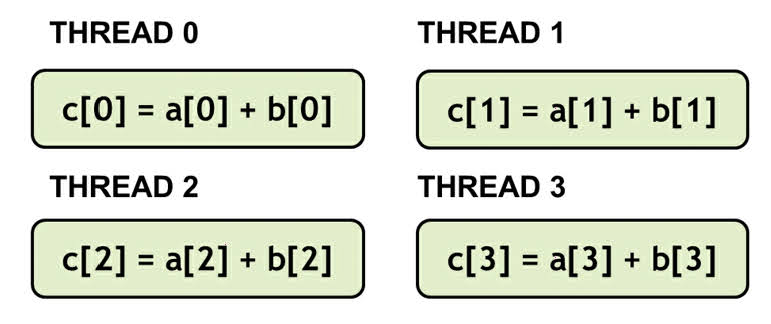 THREAD 0
c[0] = a[0] + b[0]
THREAD 1
c[1] = a[1] + b[1]
THREAD 2
c[2] = a[2] + b[2]
THREAD 3
c[3] = a[3] + b[3]